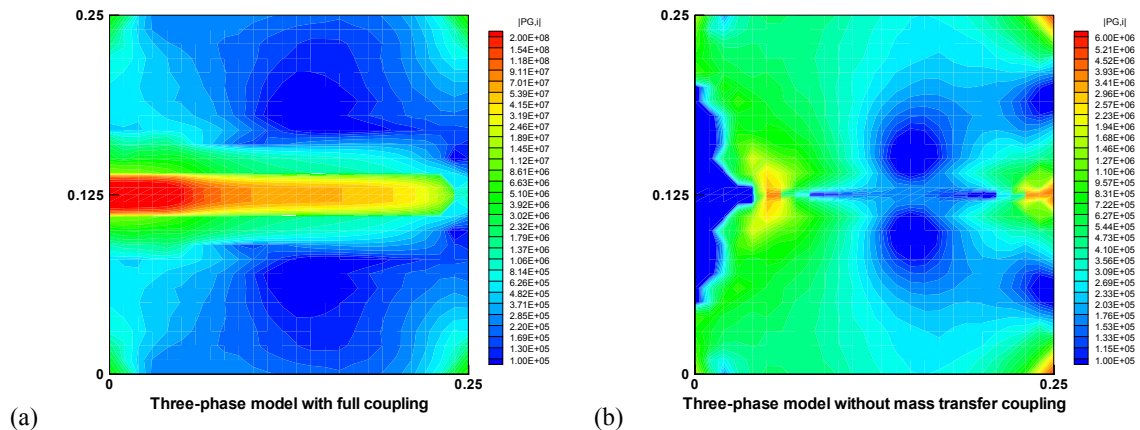 0.25
0.125
0
0
0.25
|PG,i|
2.00E+08
1.54E+08
1.18E+08
9.11E+07
7.01E+07
5.39E+07
4.15E+07
3.19E+07
2.46E+07
1.89E+07
1.45E+07
1.12E+07
8.61E+06
6.63E+06
5.10E+06
3.92E+06
3.02E+06
2.32E+06
1.79E+06
1.37E+06
1.06E+06
8.14E+05
6.26E+05
4.82E+05
3.71E+05
2.85E+05
2.20E+05
1.69E+05
1.30E+05
1.00E+05
(a)
Three-phase model with full coupling
0.25
0.125
0
0
0.25
|PG,i|
6.00E+06
5.21E+06
4.52E+06
3.93E+06
3.41E+06
2.96E+06
2.57E+06
2.23E+06
1.94E+06
1.68E+06
1.46E+06
1.27E+06
1.10E+06
9.57E+05
8.31E+05
7.22E+05
6.27E+05
5.44E+05
4.73E+05
4.10E+05
3.56E+05
3.09E+05
2.69E+05
2.33E+05
2.03E+05
1.76E+05
1.53E+05
1.33E+05
1.15E+05
1.00E+05
(b)
Three-phase model without mass transfer coupling